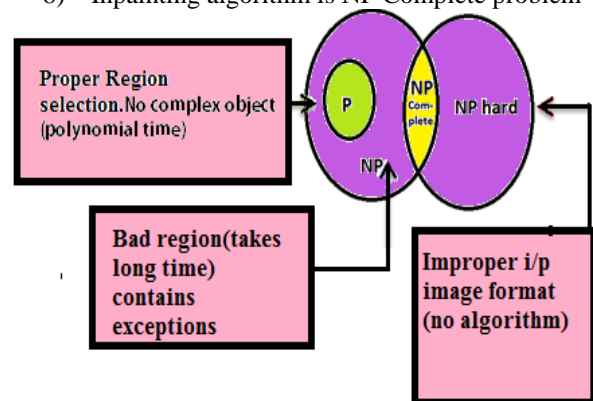 6) Inpainting algorithm is NP Complete problem
Proper Region
selection.No complex object
(polynomial time)
P
NP
Com-
plete
NP hard
NP
Bad region(takes
long time)
contains
exceptions
Improper i/p
image format
(no algorithm)